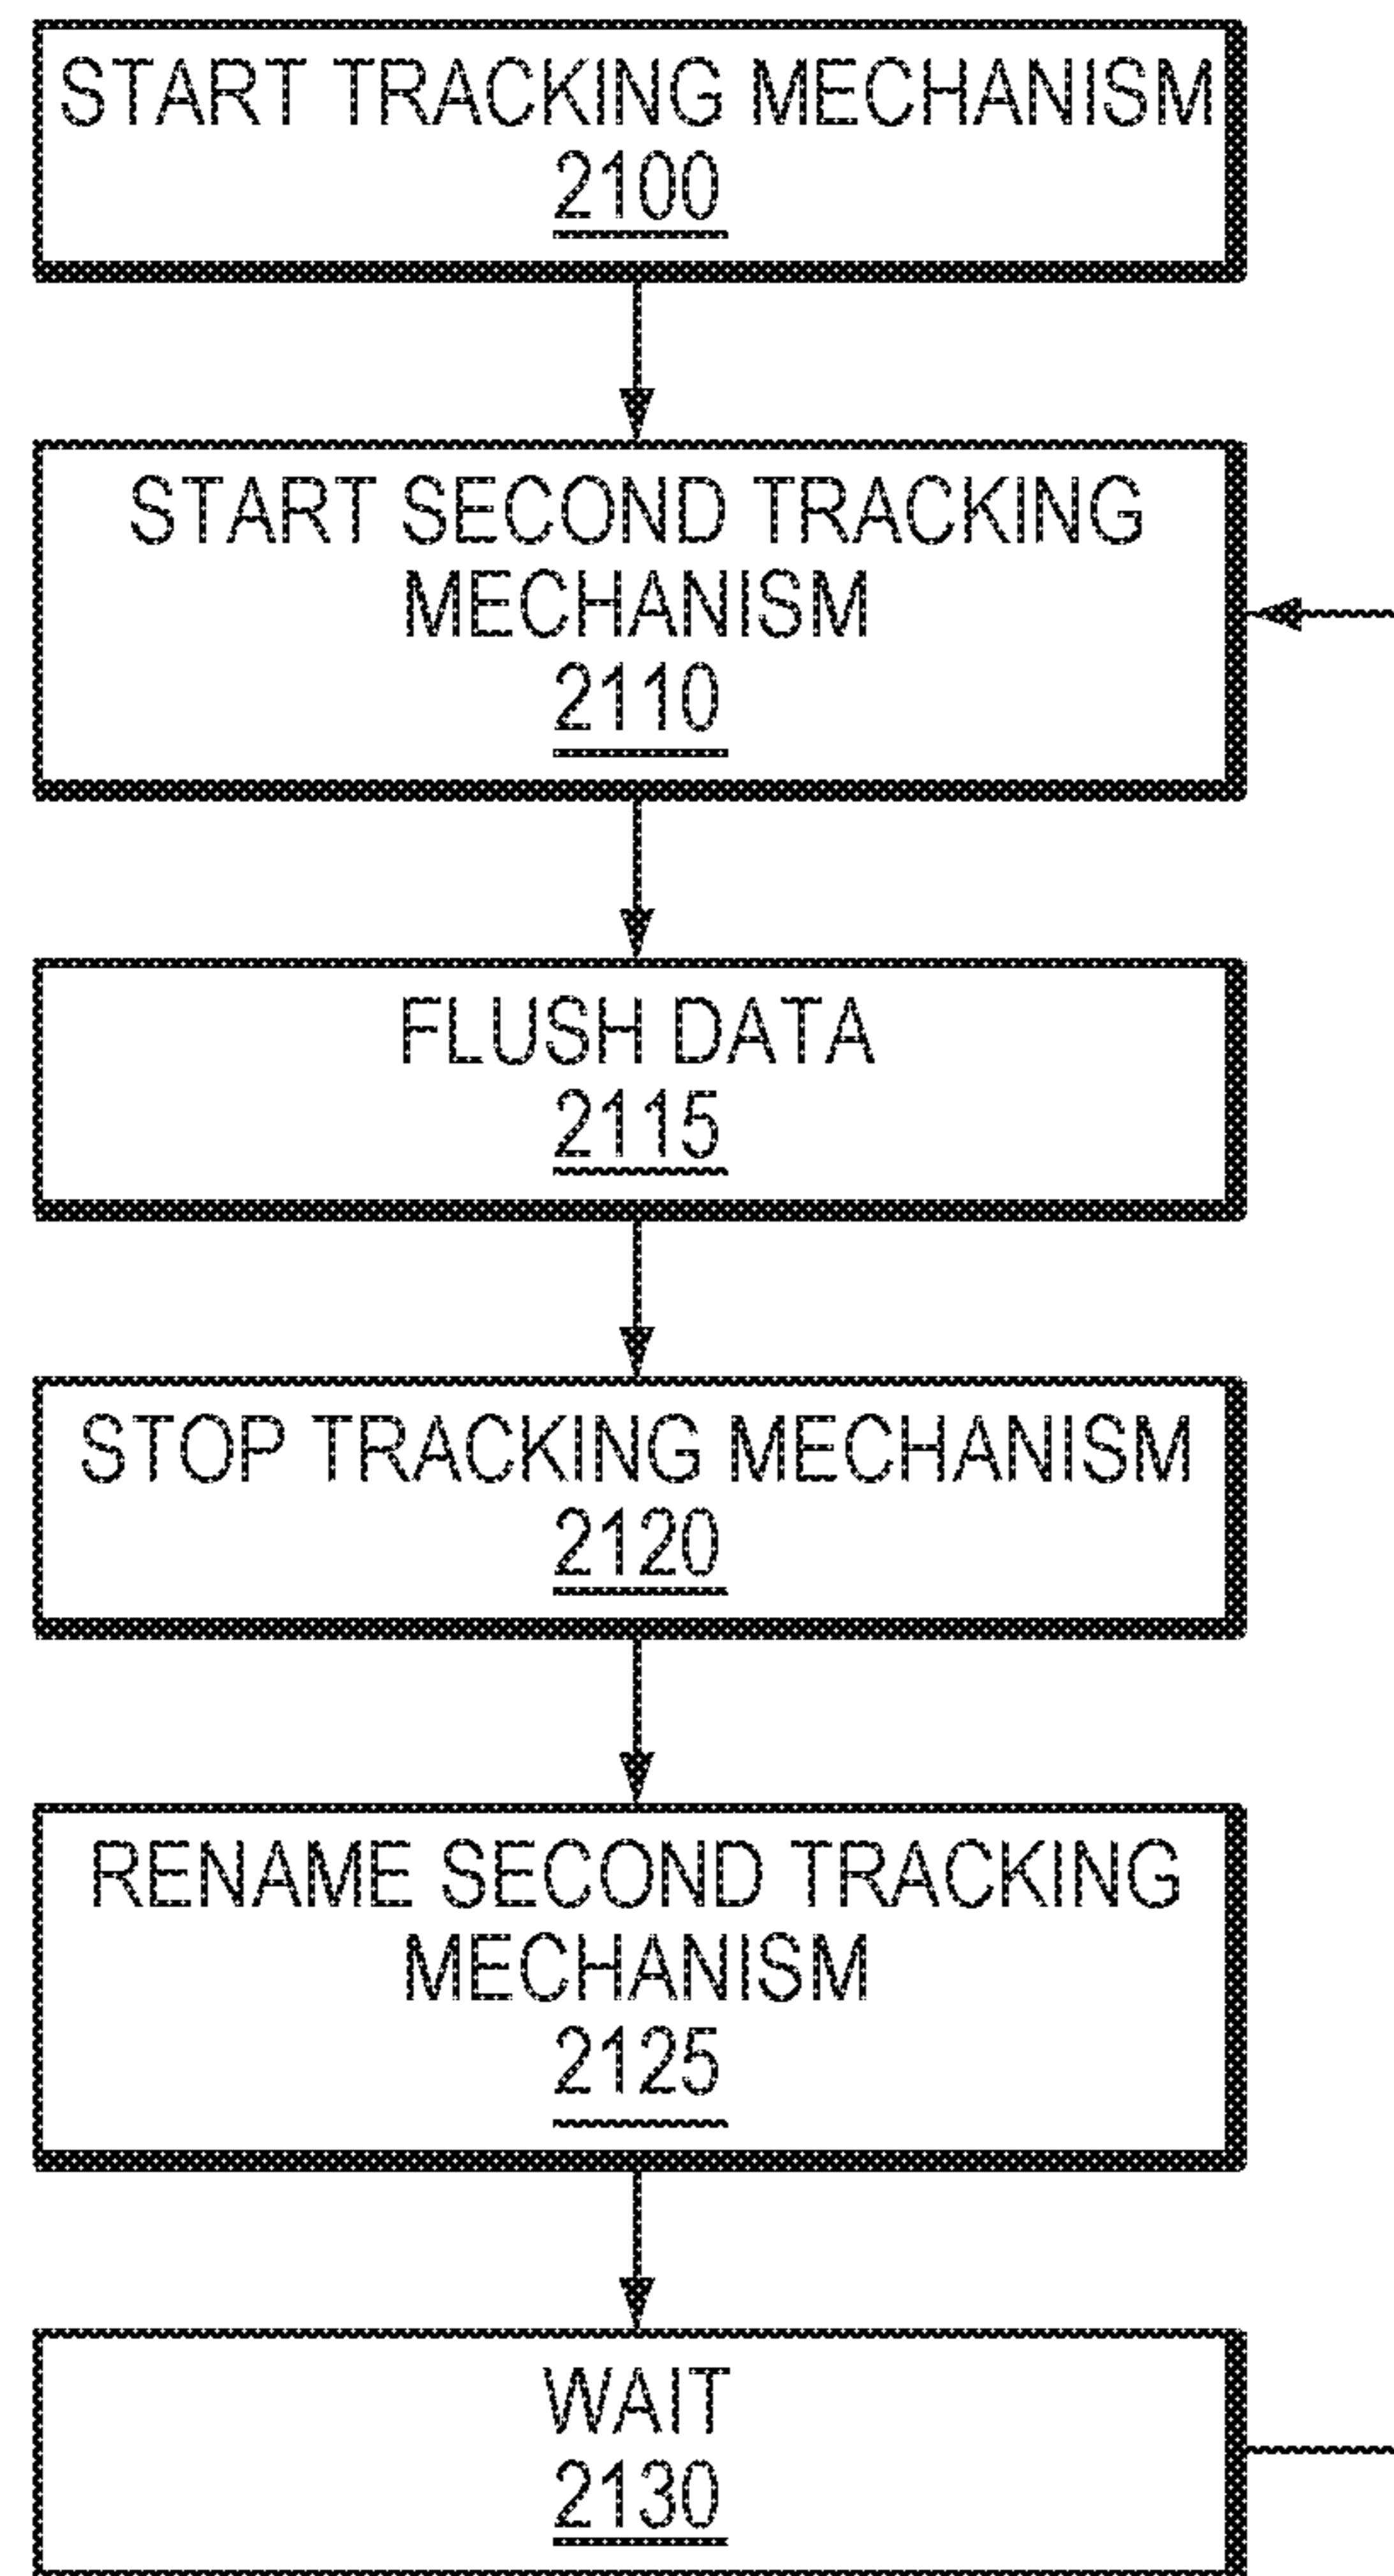 START TRACKING MECHANISM
2100
START SECOND TRACKING
MECHANISM
2110
FLUSH DATA
2115
STOP TRACKING MECHANISM
2120
RENAME SECOND TRACKING
MECHANISM
2125
WAIT
2130